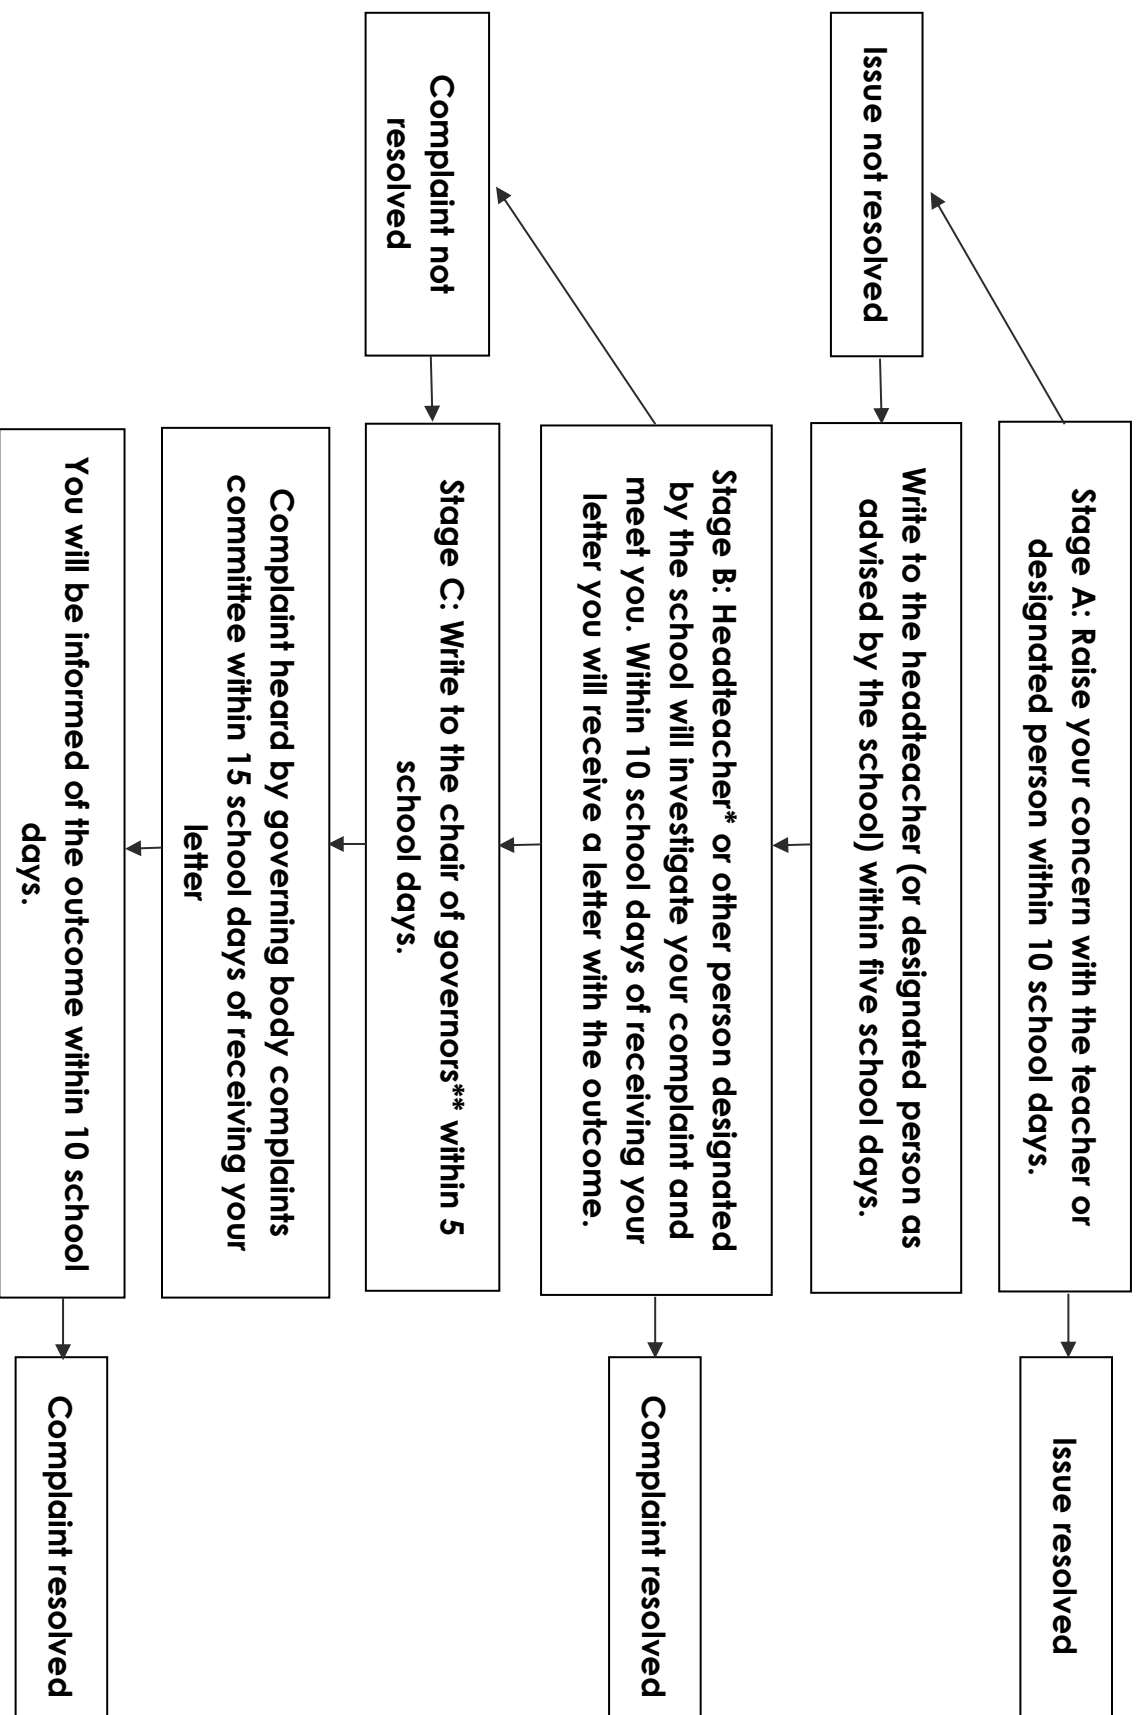 Stage A: Raise your concern with the teacher or
designated person within 10 school days.
Issue resolved
Issue not resolved
Write to the headteacher (or designated person as
advised by the school) within five school days.
Stage B: Headteacher* or other person designated
by the school will investigate your complaint and
meet you. Within 10 school days of receiving your
letter you will receive a letter with the outcome.
Complaint resolved
Complaint not
resolved
Stage C: Write to the chair of governors** within 5
school days.
Complaint heard by governing body complaints
committee within 15 school days of receiving your
letter
You will be informed of the outcome within 10 school
days.
Complaint resolved